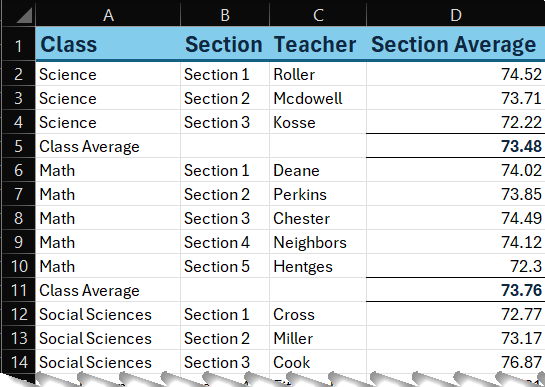 A B C D
1 Class Section Teacher Section Average
2 Science Section 1 Roller 74.52
3 Science Section 2 Mcdowell 73.71
4 Science Section 3 Kosse 72.22
5 Class Average 73.48
6 Math Section 1 Deane 74.02
7 Math Section 2 Perkins 73.85
8 Math Section 3 Chester 74.49
9 Math Section 4 Neighbors 74.12
10 Math Section 5 Hentges 72.3
11 Class Average 73.76
12 Social Sciences Section 1 Cross 72.77
13 Social Sciences Section 2 Miller 73.17
14 Social Sciences Section 3 Cook 76.87